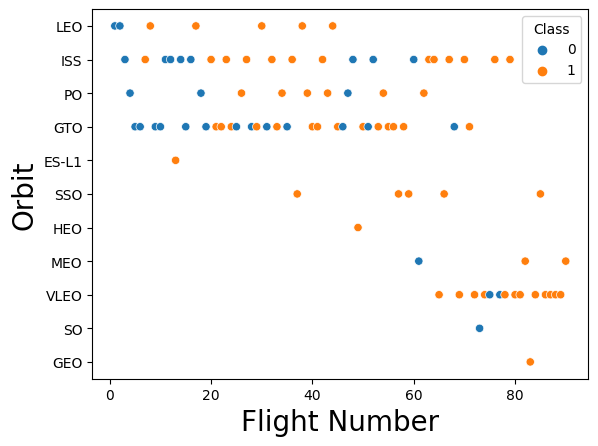 Class
0
1
LEO
ISS
PO
GTO
ES-L1
SSO
HEO
MEO
VLEO
SO
GEO
Orbit
0 20 40 60 80
Flight Number